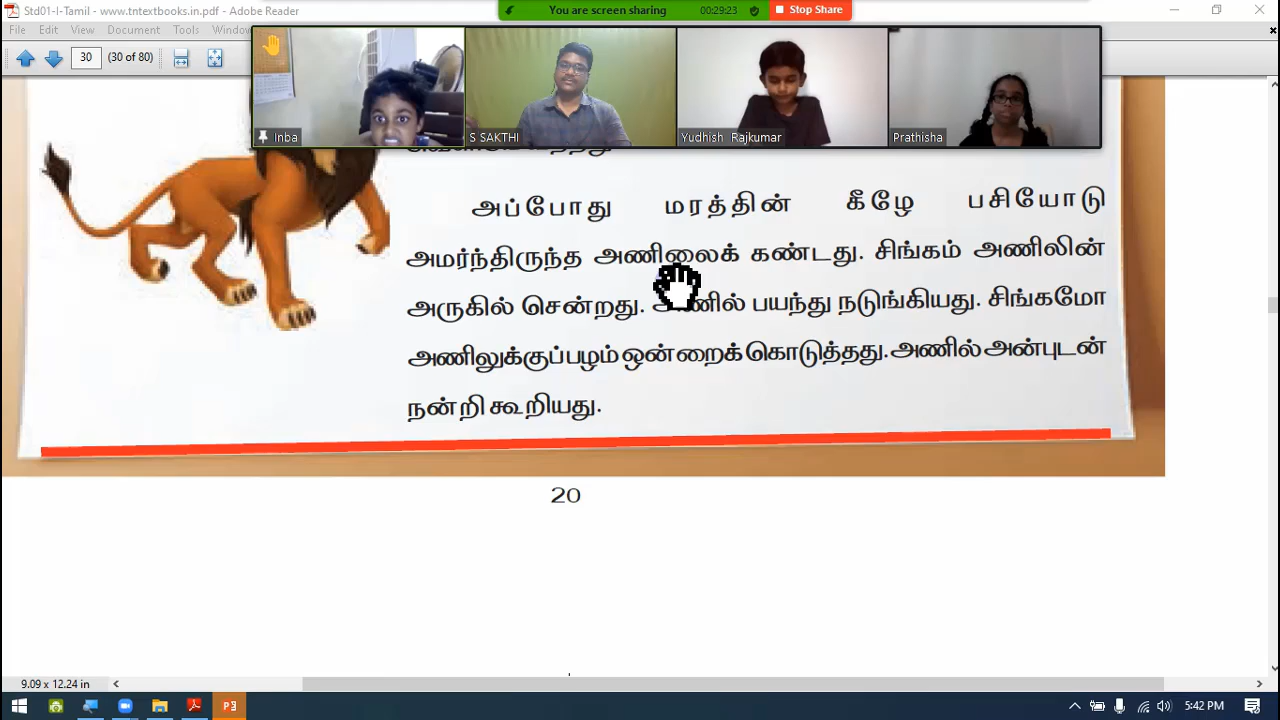 Std01-I-Tamil - www.tntextbooks.in.pdf - Adobe Reader
You are screen sharing
00:29:23
Stop Share
File Edit View Document Tools Window
30 (30 of 80)
Inba
S SAKTHI
Yudhish Rajkumar
Prathisha
அப்போது மரத்தின் கீழே பசியோடு
அமர்ந்திருந்த அணிலைக் கண்டது. சிங்கம் அணிலின்
அருகில் சென்றது. அணில் பயந்து நடுங்கியது. சிங்கமோ
அணிலுக்குப்பழம் ஒன்றைக் கொடுத்தது. அணில் அன்புடன்
நன்றி கூறியது.
20
9.09 x 12.24 in
5:42 PM